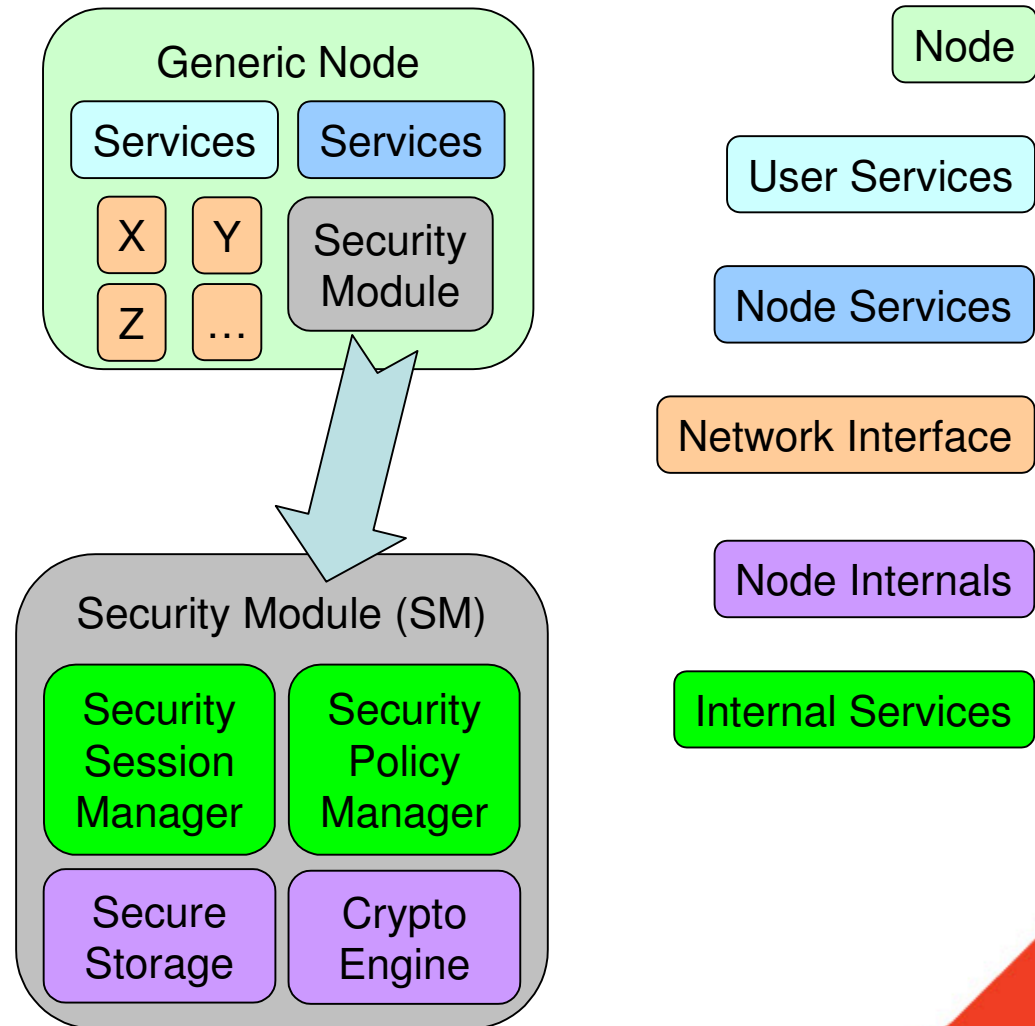 Generic Node
Services
Services
X
Y
Z
...
Security
Module
Security Module (SM)
Security
Session
Manager
Security
Policy
Manager
Secure
Storage
Crypto
Engine
Node
User Services
Node Services
Network Interface
Node Internals
Internal Services